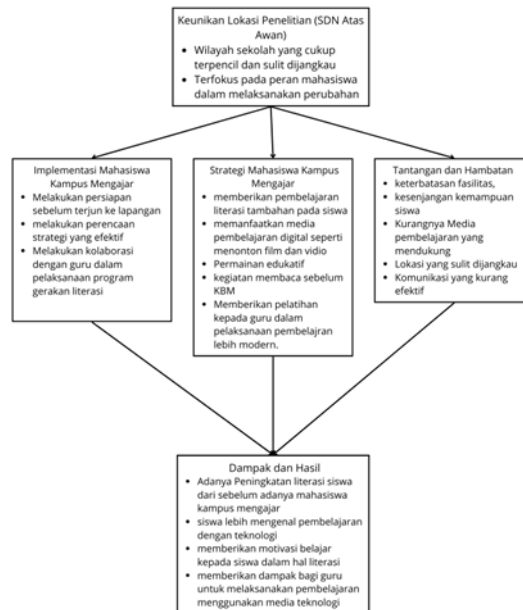 Keunikan Lokasi Penelitian (SDN Atas
Awan)
• Wilayah sekolah yang cukup
terpencil dan sulit dijangkau
• Terfokus pada peran mahasiswa
dalam melaksanakan perubahan
Implementasi Mahasiswa
Kampus Mengajar
• Melakukan persiapan
sebelum terjun ke lapangan
• melakukan perencaan
strategi yang efektif
• Melakukan kolaborasi
dengan guru dalam
pelaksanaan program
gerakan literasi
Strategi Mahasiswa Kampus
Mengajar
• memberikan pembelajaran
literasi tambahan pada siswa
• memanfaatkan media
pembelajaran digital seperti
menonton film dan vidio
• Permainan edukatif
• kegiatan membaca sebelum
KBM
• Memberikan pelatihan
kepada guru dalam
pelaksanaan pembelajran
lebih modern.
Tantangan dan Hambatan
• keterbatasan fasilitas,
• kesenjangan kemampuan
siswa
• Kurangnya Media
pembelajaran yang
mendukung
• Lokasi yang sulit dijangkau
• Komunikasi yang kurang
efektif
Dampak dan Hasil
• Adanya Peningkatan literasi siswa
dari sebelum adanya mahasiswa
kampus mengajar
• siswa lebih mengenal pembelajaran
dengan teknologi
• memberikan motivasi belajar
kepada siswa dalam hal literasi
• memberikan dampak bagi guru
untuk melaksanakan pembelajaran
menggunakan media teknologi